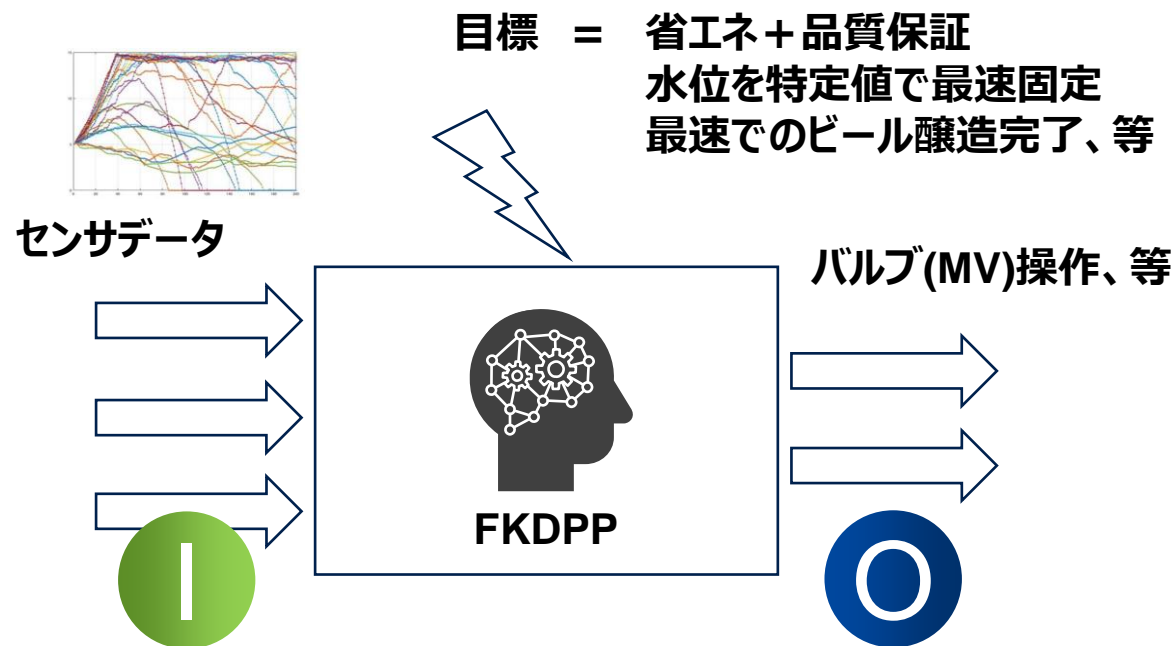 目標 = 省エネ+品質保証
水位を特定値で最速固定
最速でのビール醸造完了、等
センサデータ
バルブ(MV)操作、等
FKDPP
I
O